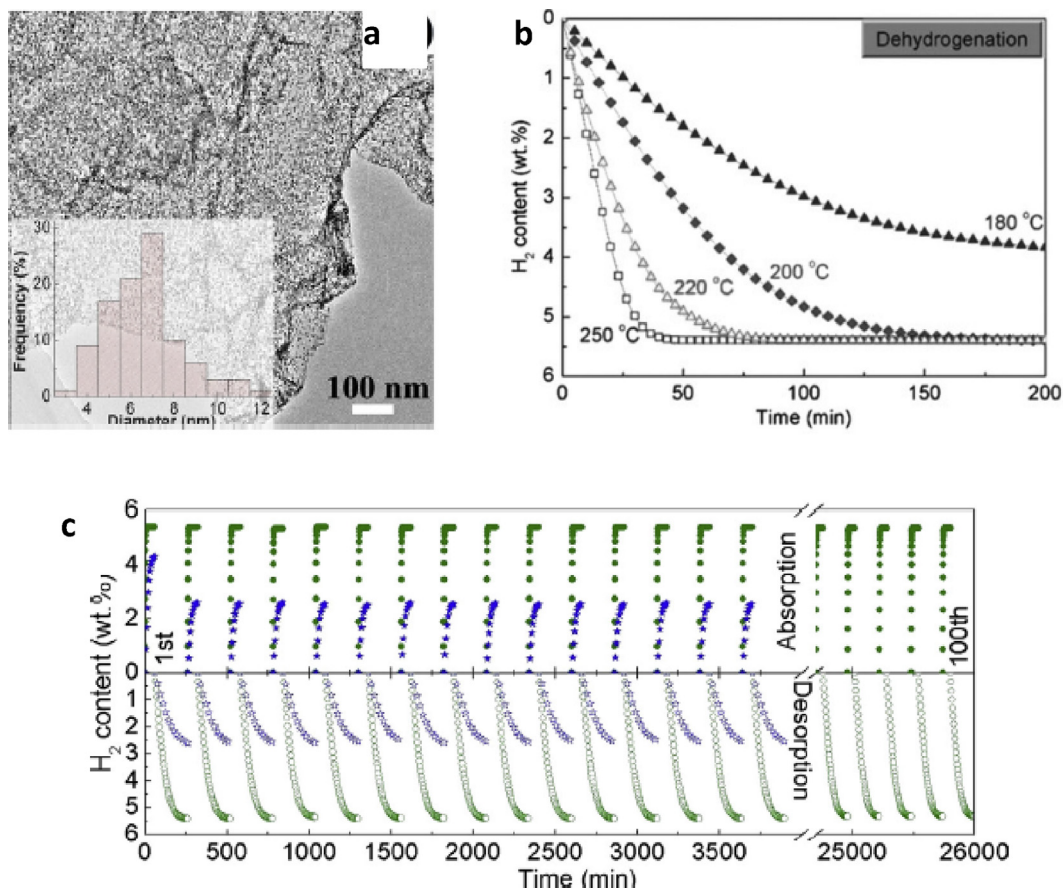 a
30
20
10
0
Frequency (%)
4 6 8 10 12
Diameter (nm)
100 nm
b
Dehydrogenation
0
1
2
3
4
5
6
H2 content (wt.%)
180 °C
200 °C
220 °C
250 °C
0 50 100 150 200
Time (min)
c
6
4
2
0
1
2
3
4
5
6
H2 content (wt.%)
1st
Absorption
100th
Desorption
0 500 1000 1500 2000 2500 3000 3500 25000 26000
Time (min)